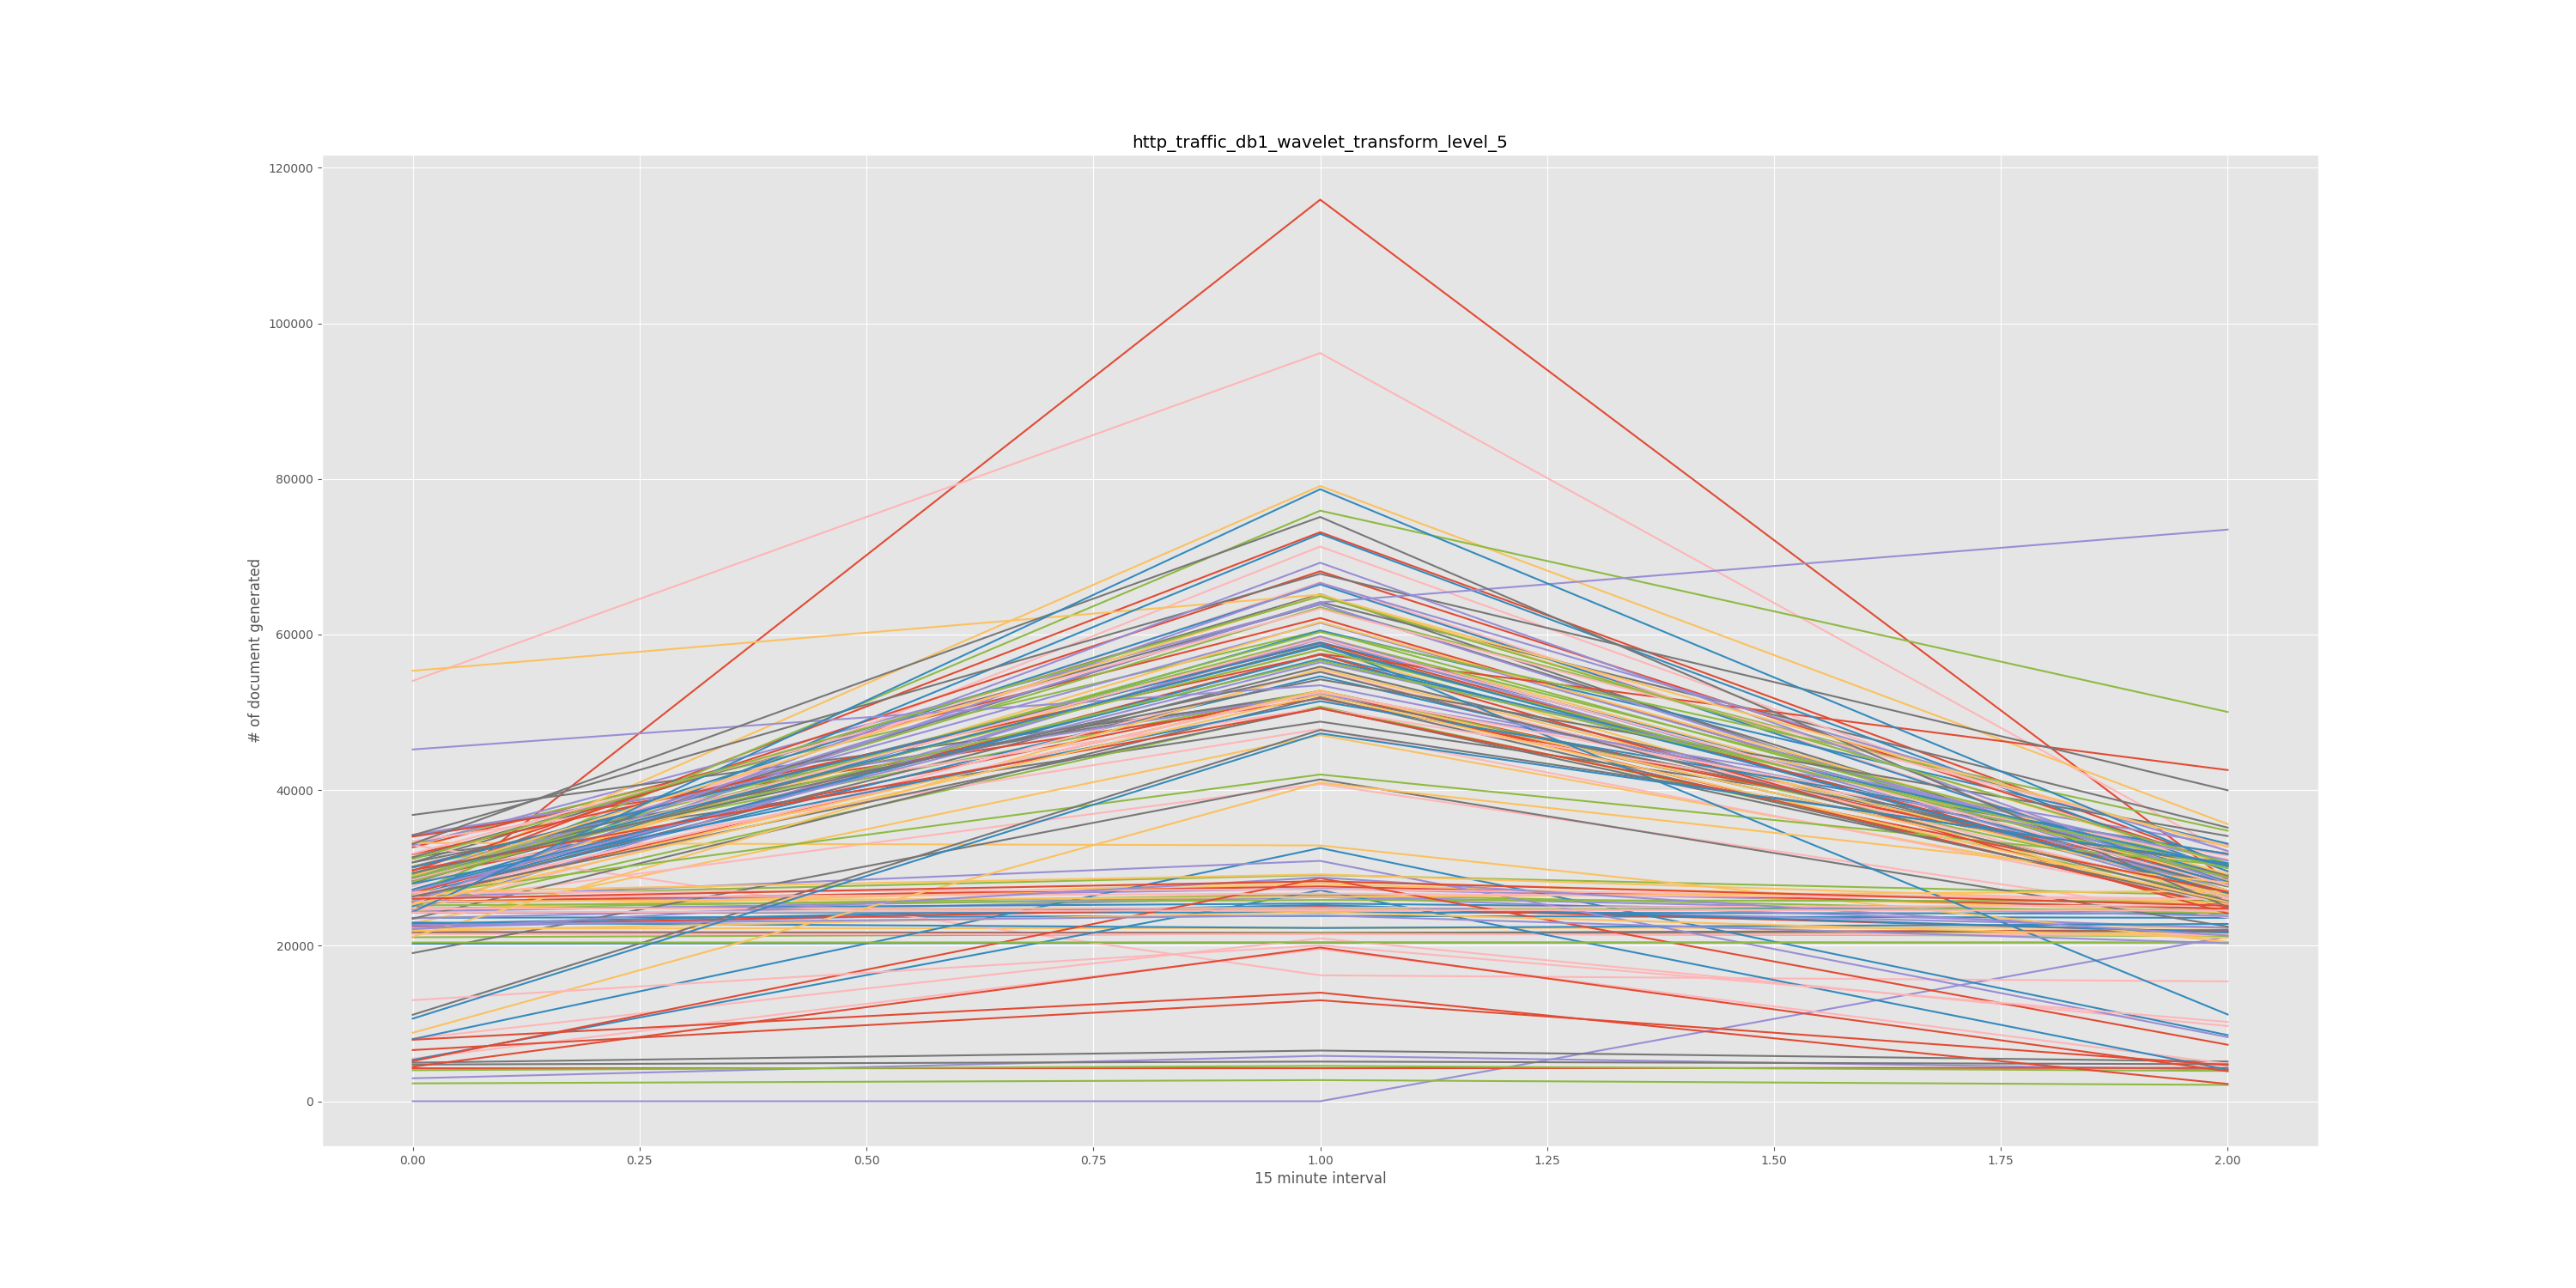 http_traffic_db1_wavelet_transform_level_5
120000
100000
80000
60000
40000
20000
0
# of document generated
0.00 0.25 0.50 0.75 1.00 1.25 1.50 1.75 2.00
15 minute interval